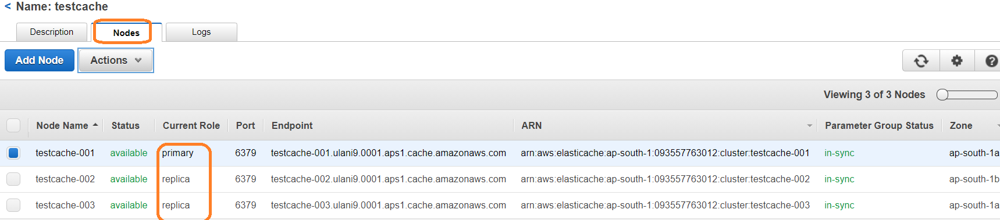 < Name: testcache
Description Nodes Logs
Add Node Actions
Viewing 3 of 3 Nodes
Node Name Status Current Role Port Endpoint ARN Parameter Group Status Zone
testcache-001 available primary 6379 testcache-001.ulani9.0001.aps1.cache.amazonaws.com arn:aws:elasticache:ap-south-1:093557763012:cluster:testcache-001 in-sync ap-south-1a
testcache-002 available replica 6379 testcache-002.ulani9.0001.aps1.cache.amazonaws.com arn:aws:elasticache:ap-south-1:093557763012:cluster:testcache-002 in-sync ap-south-1b
testcache-003 available replica 6379 testcache-003.ulani9.0001.aps1.cache.amazonaws.com arn:aws:elasticache:ap-south-1:093557763012:cluster:testcache-003 in-sync ap-south-1a